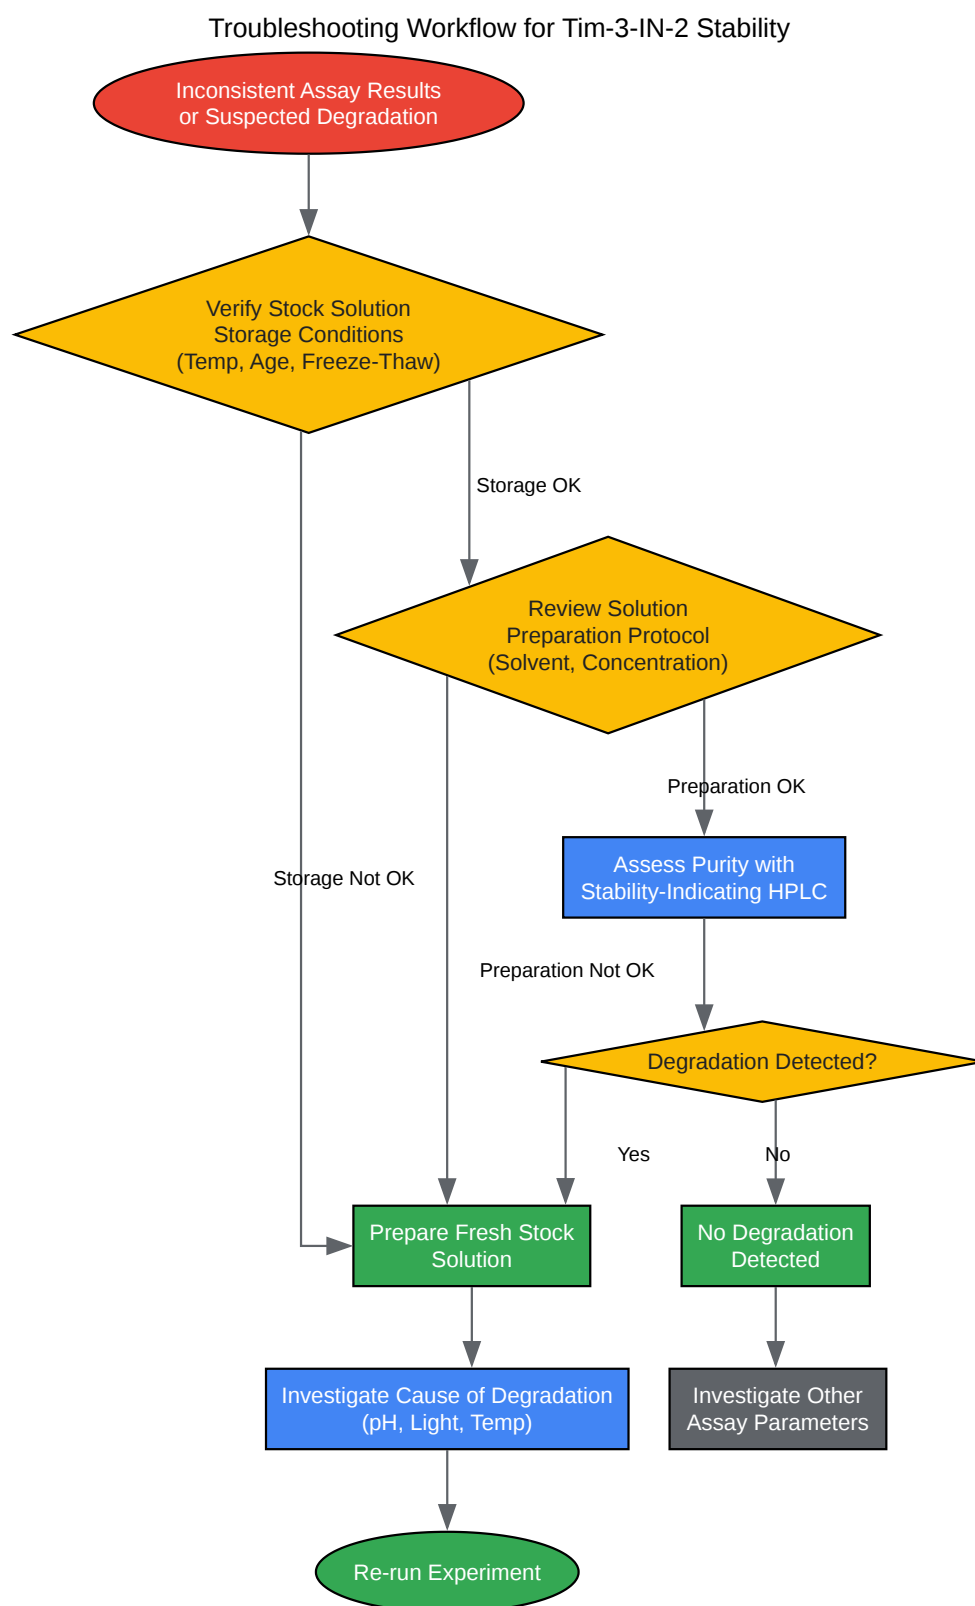 Troubleshooting Workflow for Tim-3-IN-2 Stability
Inconsistent Assay Results
or Suspected Degradation
Verify Stock Solution
Storage Conditions
(Temp, Age, Freeze-Thaw)
Storage OK
Review Solution
Preparation Protocol
(Solvent, Concentration)
Preparation OK
Assess Purity with
Stability-Indicating HPLC
Storage Not OK
Preparation Not OK
Degradation Detected?
Yes
No
Prepare Fresh Stock
Solution
No Degradation
Detected
Investigate Cause of Degradation
(pH, Light, Temp)
Investigate Other
Assay Parameters
Re-run Experiment